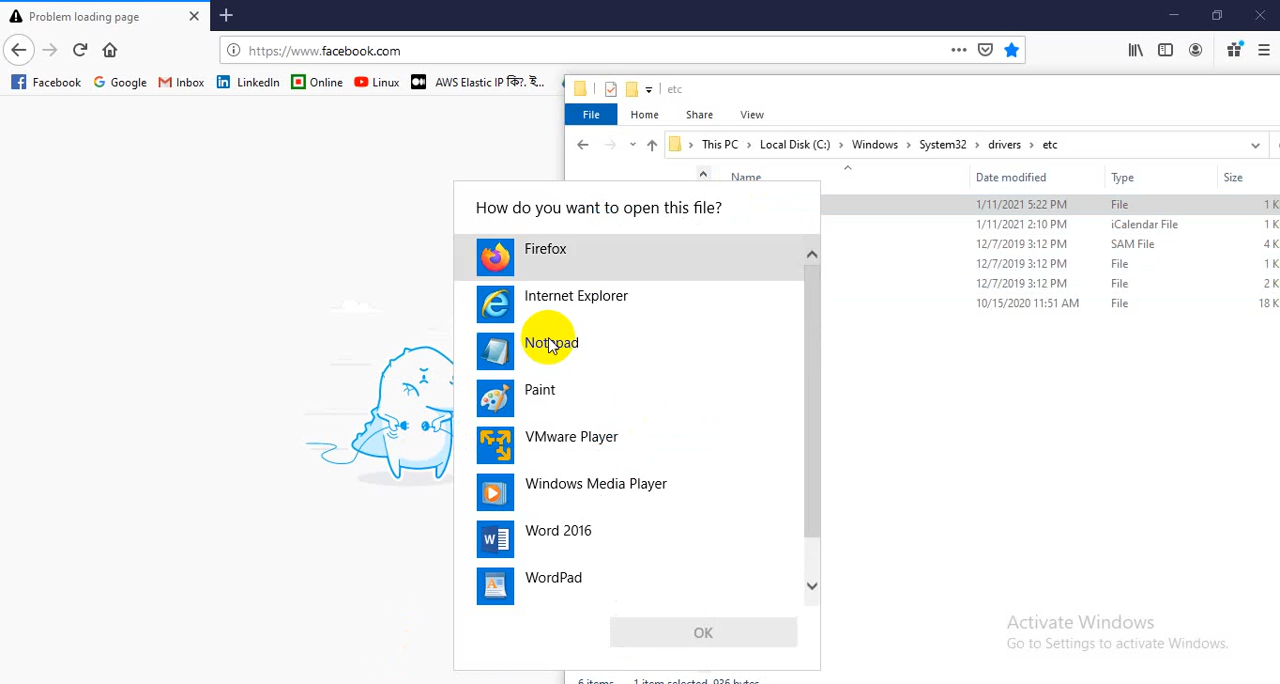 Problem loading page
https://www.facebook.com
Facebook
Google
Inbox
LinkedIn
Online
Linux
AWS Elastic IP কি?. ই...
etc
File
Home
Share
View
This PC
Local Disk (C:)
Windows
System32
drivers
etc
Name
Date modified
Type
Size
1/11/2021 5:22 PM File 1 K
1/11/2021 2:10 PM iCalendar File 1 K
12/7/2019 3:12 PM SAM File 4 K
12/7/2019 3:12 PM File 1 K
12/7/2019 3:12 PM File 2 K
10/15/2020 11:51 AM File 18 K
How do you want to open this file?
Firefox
Internet Explorer
Notepad
Paint
VMware Player
Windows Media Player
Word 2016
WordPad
OK
Activate Windows
Go to Settings to activate Windows.
6 items 1 item selected 936 bytes